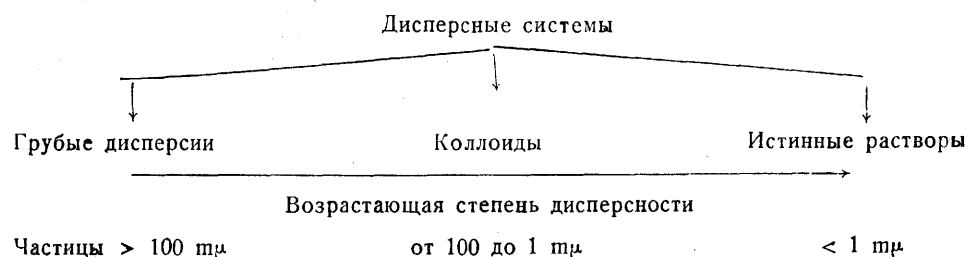 Дисперсные системы
Грубые дисперсии Коллоиды Истинные растворы
Возрастающая степень дисперсности
Частицы > 100 mμ от 100 до 1 mμ < 1 mμ